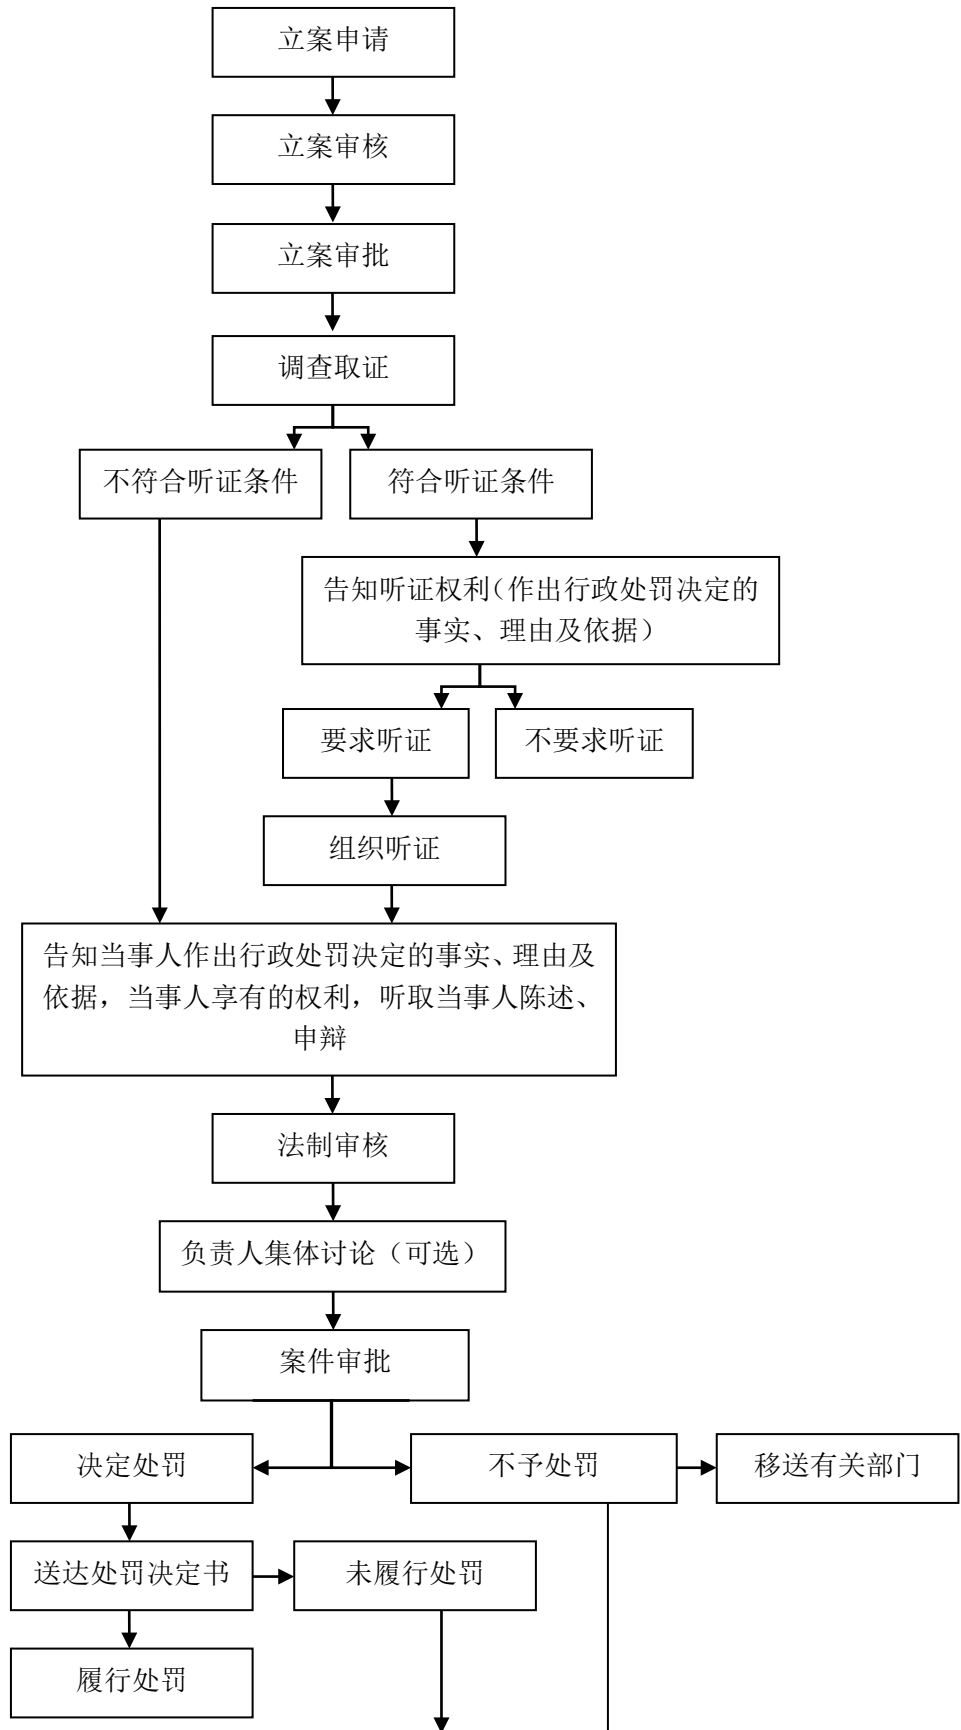 立案申请
立案审核
立案审批
调查取证
不符合听证条件
符合听证条件
告知听证权利（作出行政处罚决定的
事实、理由及依据）
要求听证
不要求听证
组织听证
告知当事人作出行政处罚决定的事实、理由及
依据，当事人享有的权利，听取当事人陈述、
申辩
法制审核
负责人集体讨论（可选）
案件审批
决定处罚
不予处罚
移送有关部门
送达处罚决定书
未履行处罚
履行处罚